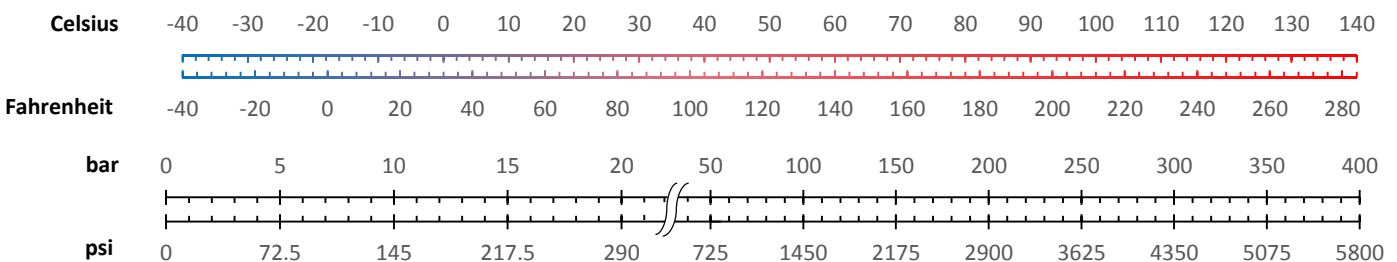 Celsius -40 -30 -20 -10 0 10 20 30 40 50 60 70 80 90 100 110 120 130 140
Fahrenheit -40 -20 0 20 40 60 80 100 120 140 160 180 200 220 240 260 280
bar 0 5 10 15 20 50 100 150 200 250 300 350 400
psi 0 72.5 145 217.5 290 725 1450 2175 2900 3625 4350 5075 5800